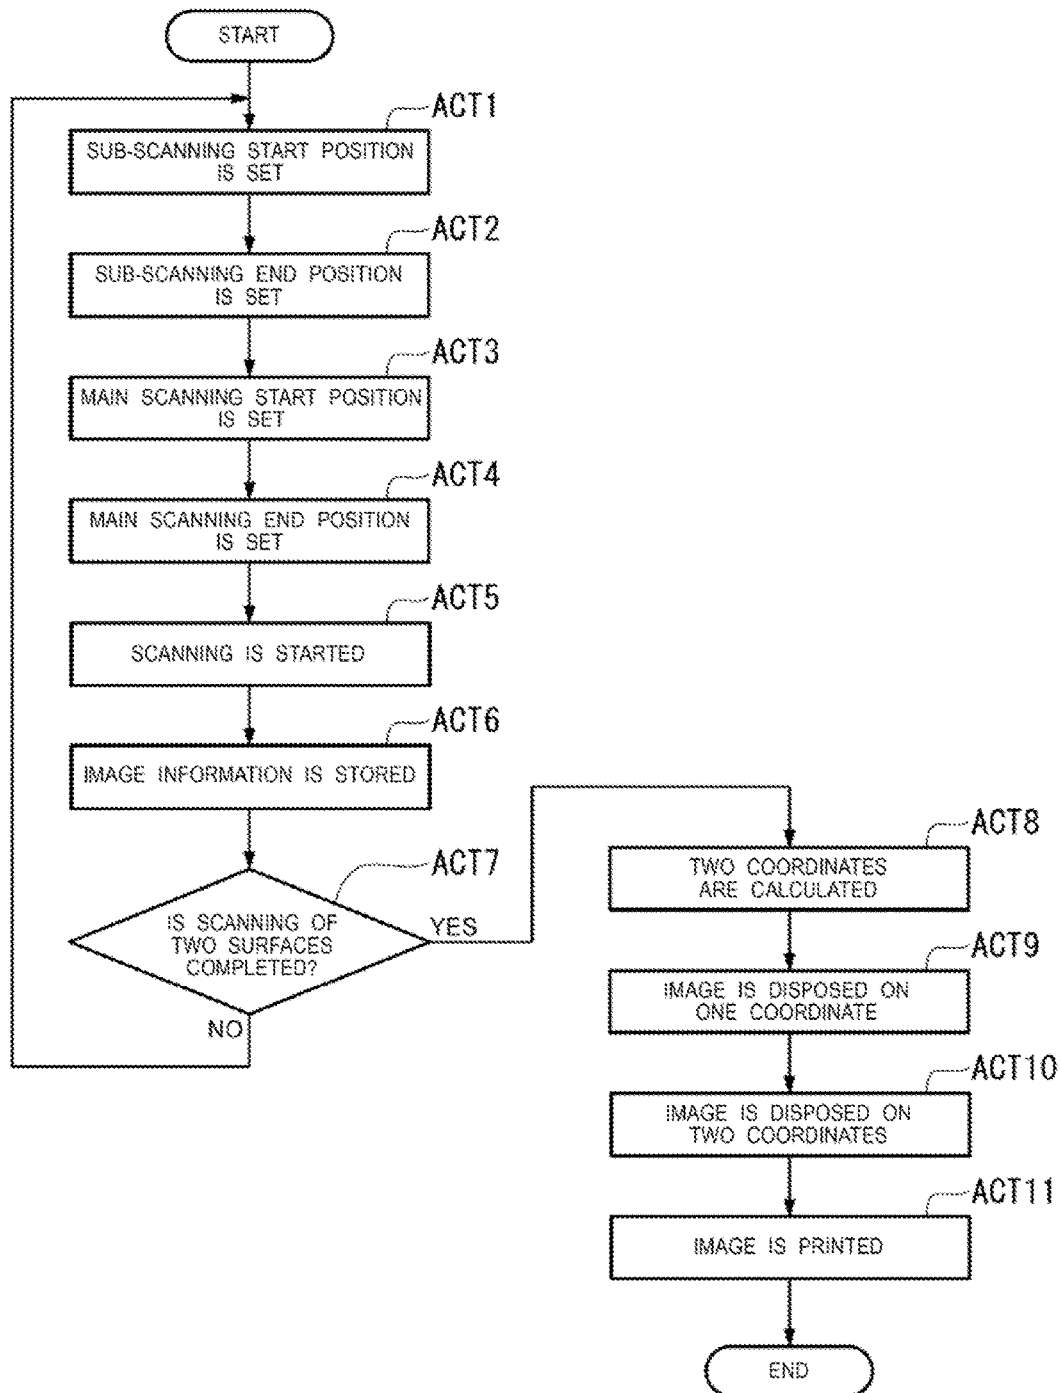 START
ACT1
SUB-SCANNING START POSITION
IS SET
ACT2
SUB-SCANNING END POSITION
IS SET
ACT3
MAIN SCANNING START POSITION
IS SET
ACT4
MAIN SCANNING END POSITION
IS SET
ACT5
SCANNING IS STARTED
ACT6
IMAGE INFORMATION IS STORED
ACT7
IS SCANNING OF
TWO SURFACES
COMPLETED?
YES
NO
ACT8
TWO COORDINATES
ARE CALCULATED
ACT9
IMAGE IS DISPOSED ON
ONE COORDINATE
ACT10
IMAGE IS DISPOSED ON
TWO COORDINATES
ACT11
IMAGE IS PRINTED
END